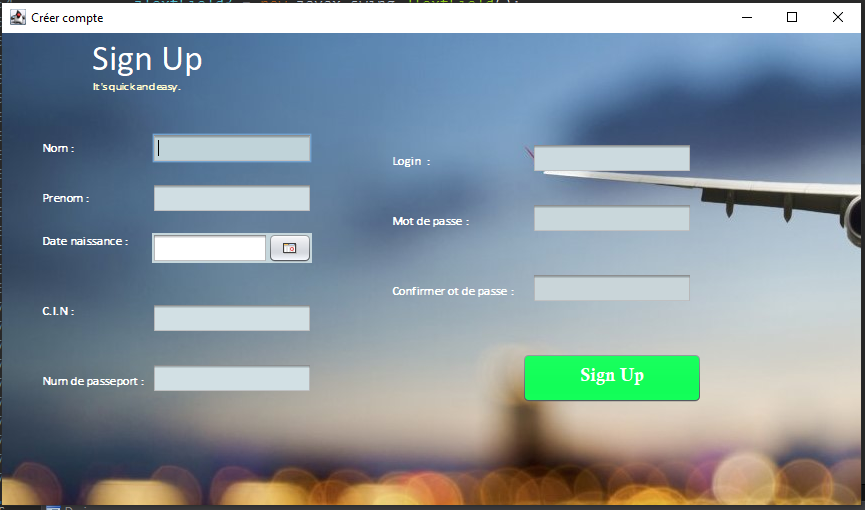 Créer compte
Sign Up
It's quick and easy.
Nom :
Prenom :
Date naissance :
C.I.N :
Num de passeport :
Login :
Mot de passe :
Confirmer ot de passe :
Sign Up